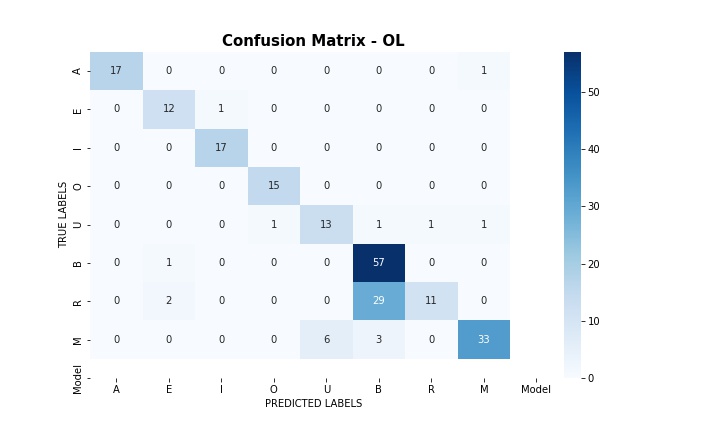 Confusion Matrix - OL
A 17 0 0 0 0 0 0 1
E 0 12 1 0 0 0 0 0
I 0 0 17 0 0 0 0 0
O 0 0 0 15 0 0 0 0
U 0 0 0 1 13 1 1 1
B 0 1 0 0 0 57 0 0
R 0 2 0 0 0 29 11 0
M 0 0 0 0 6 3 0 33
Model
TRUE LABELS
A E I O U B R M Model
PREDICTED LABELS
50
40
30
20
10
0